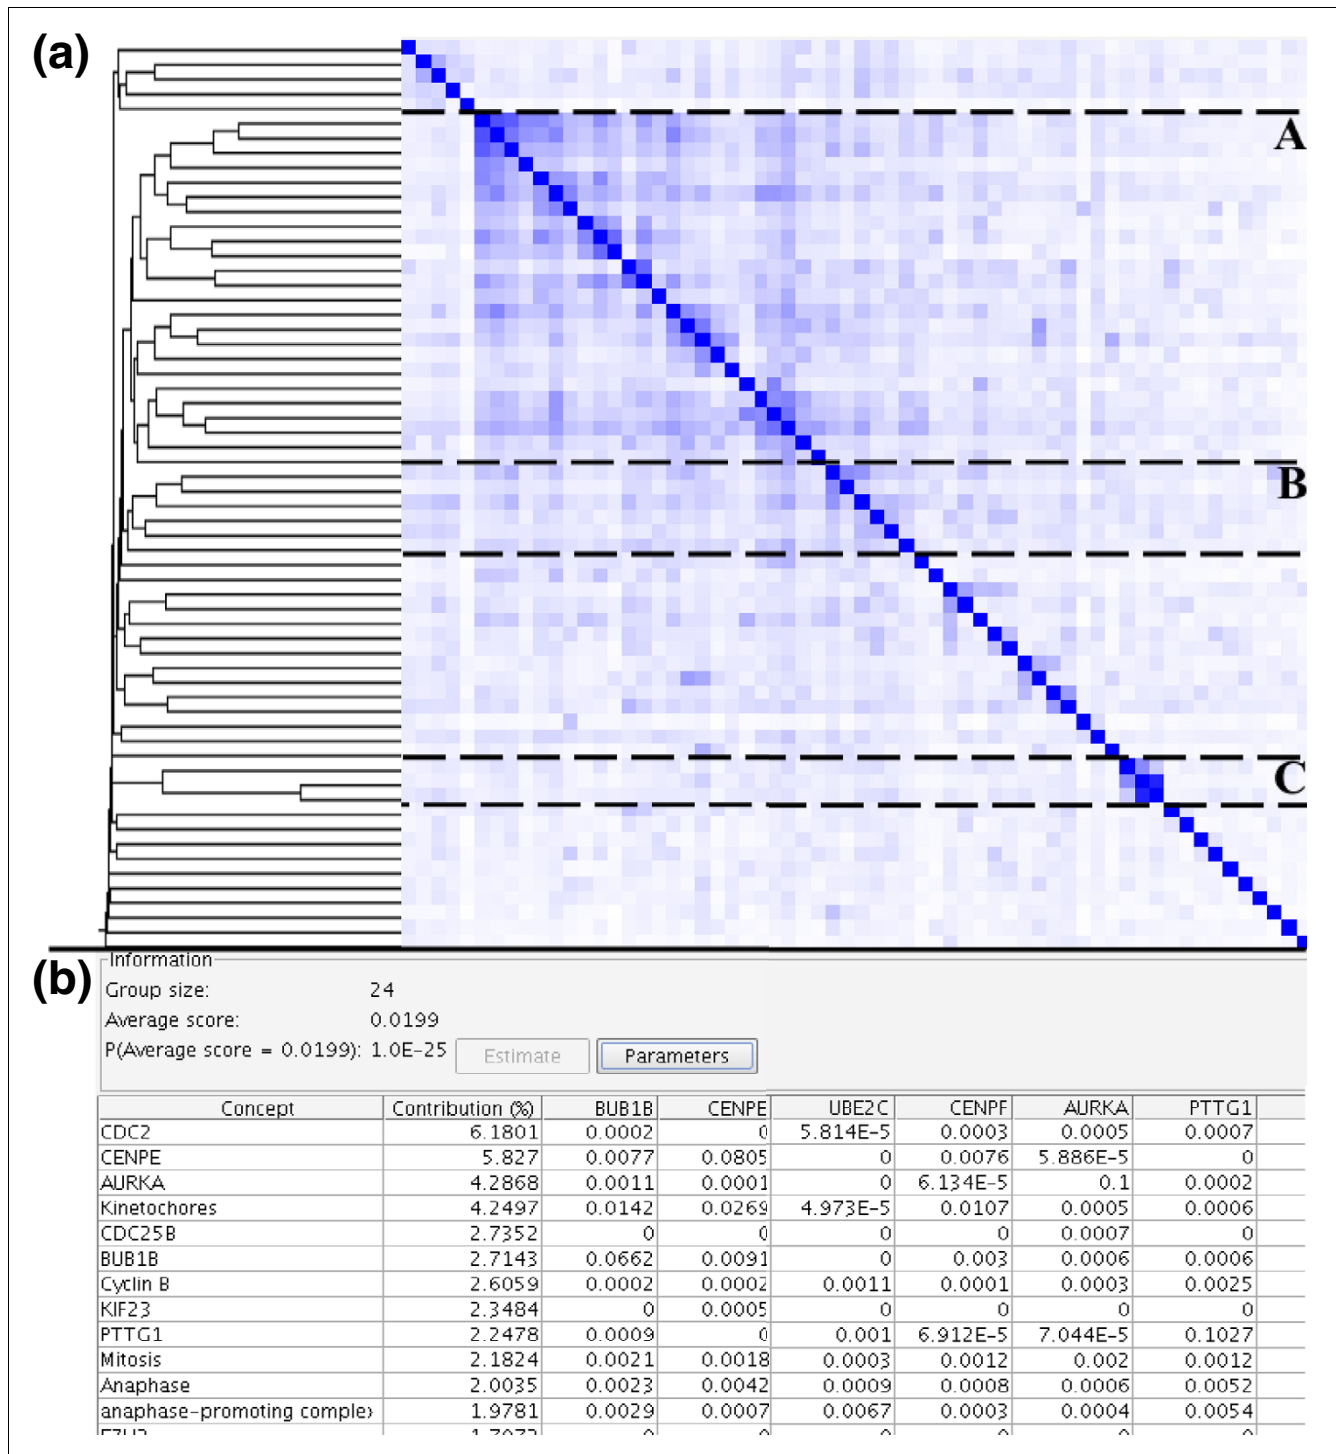 (a)
A
B
C
(b)
Information
Group size: 24
Average score: 0.0199
P(Average score = 0.0199): 1.0E-25 Estimate Parameters
Concept Contribution (%) BUB1B CENPE UBE2C CENPF AURKA PTTG1
CDC2 6.1801 0.0002 0 5.814E-5 0.0003 0.0005 0.0007
CENPE 5.827 0.0077 0.0805 0 0.0076 5.886E-5 0
AURKA 4.2868 0.0011 0.0001 0 6.134E-5 0.1 0.0002
Kinetochores 4.2497 0.0142 0.0269 4.973E-5 0.0107 0.0005 0.0006
CDC25B 2.7352 0 0 0 0 0.0007 0
BUB1B 2.7143 0.0662 0.0091 0 0.003 0.0006 0.0006
Cyclin B 2.6059 0.0002 0.0002 0.0011 0.0001 0.0003 0.0025
KIF23 2.3484 0 0.0005 0 0 0 0
PTTG1 2.2478 0.0009 0 0.001 6.912E-5 7.044E-5 0.1027
Mitosis 2.1824 0.0021 0.0018 0.0003 0.0012 0.002 0.0012
Anaphase 2.0035 0.0023 0.0042 0.0009 0.0008 0.0006 0.0052
anaphase-promoting complex 1.9781 0.0029 0.0007 0.0067 0.0003 0.0004 0.0054